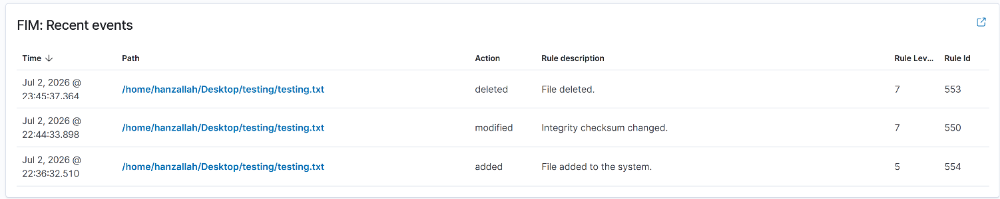 FIM: Recent events
Time Path Action Rule description Rule Lev... Rule Id
Jul 2, 2026 @
23:45:37.364 /home/hanzallah/Desktop/testing/testing.txt deleted File deleted. 7 553
Jul 2, 2026 @
22:44:33.898 /home/hanzallah/Desktop/testing/testing.txt modified Integrity checksum changed. 7 550
Jul 2, 2026 @
22:36:32.510 /home/hanzallah/Desktop/testing/testing.txt added File added to the system. 5 554